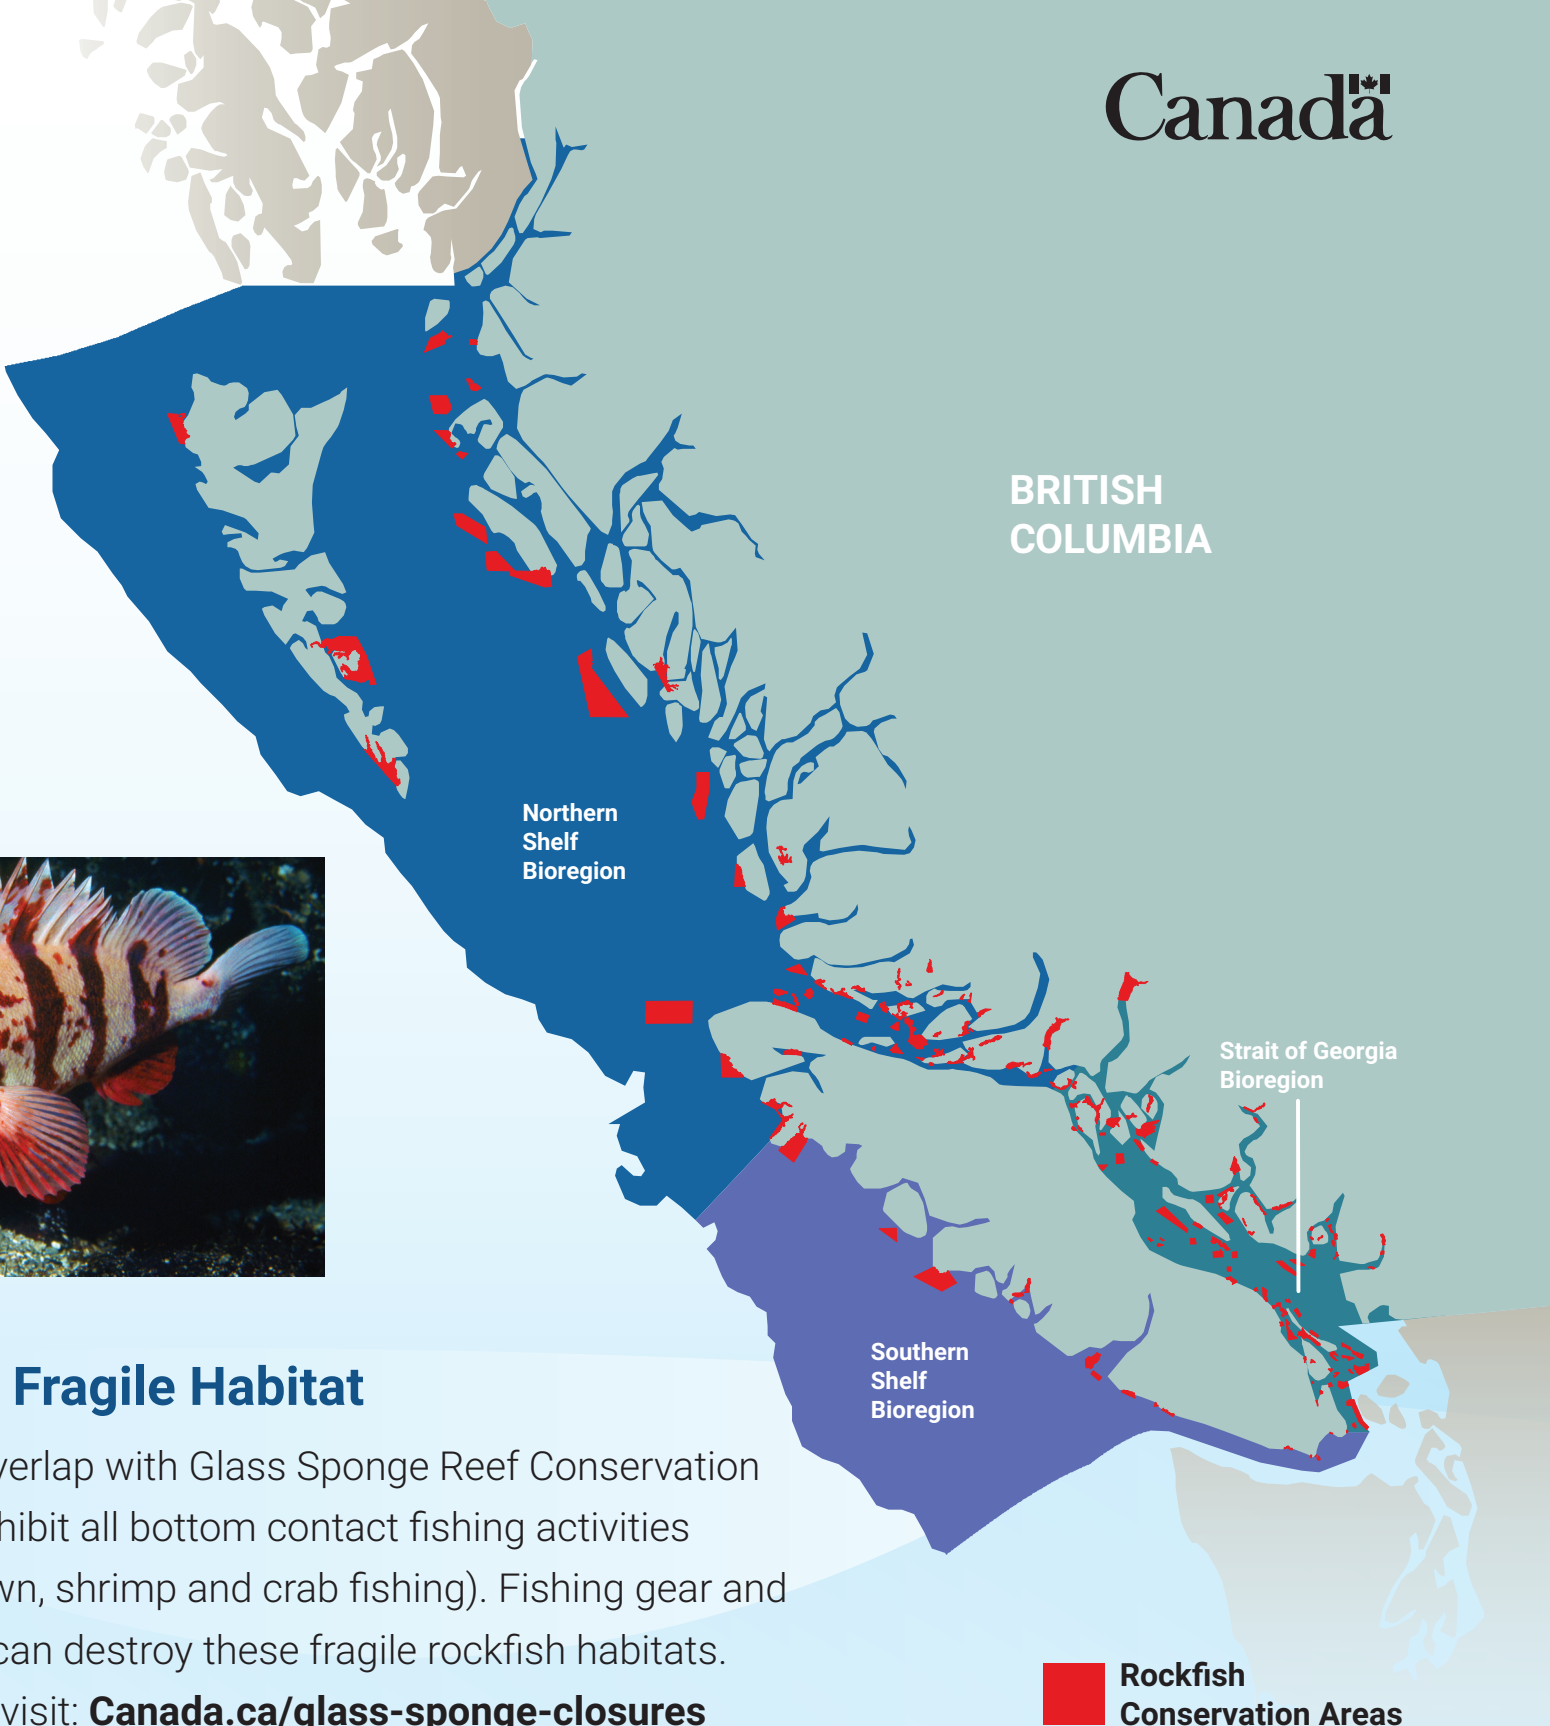 Canada
BRITISH
COLUMBIA
Northern
Shelf
Bioregion
Strait of Georgia
Bioregion
Southern
Shelf
Bioregion
Fragile Habitat
verlap with Glass Sponge Reef Conservation
hibit all bottom contact fishing activities
wn, shrimp and crab fishing). Fishing gear and
can destroy these fragile rockfish habitats.
visit: Canada.ca/glass-sponge-closures
Rockfish
Conservation Areas